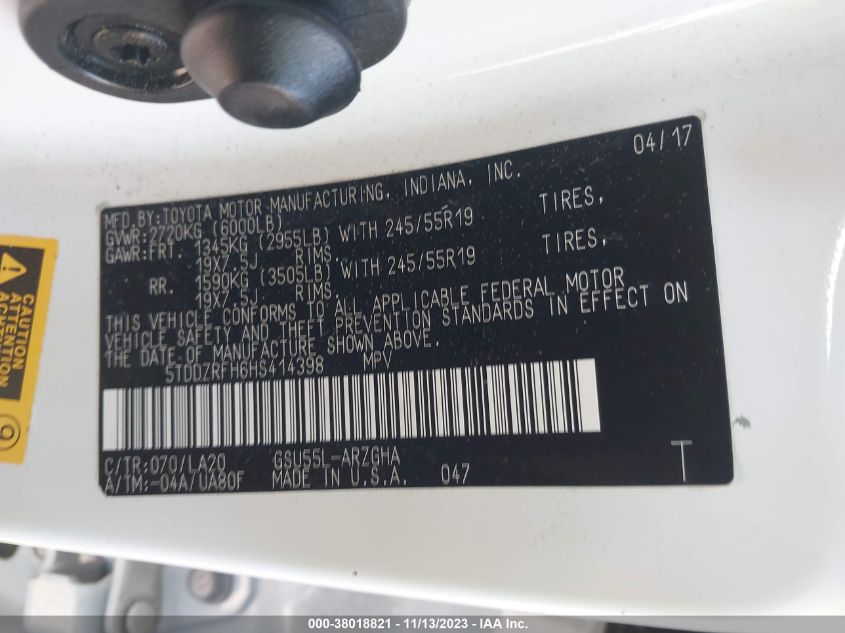 04/17
MFD.BY:TOYOTA MOTOR MANUFACTURING, INDIANA, INC.
GVWR:2720KG (6000LB)
GAWR:FRT. 1345KG (2955LB) WITH 245/55R19 TIRES,
19X7.5J RIMS,
RR. 1590KG (3505LB) WITH 245/55R19 TIRES,
19X7.5J RIMS.
THIS VEHICLE CONFORMS TO ALL APPLICABLE FEDERAL MOTOR
VEHICLE SAFETY AND THEFT PREVENTION STANDARDS IN EFFECT ON
THE DATE OF MANUFACTURE SHOWN ABOVE.
5TDDZRFH6HS414398 MPV
C/TR:070/LA20 GSU55L-ARZGHA
A/TM:-04A/UA80F MADE IN U.S.A. 047 T
CAUTION
ATTENTION
000-38018821 - 11/13/2023 - IAA Inc.